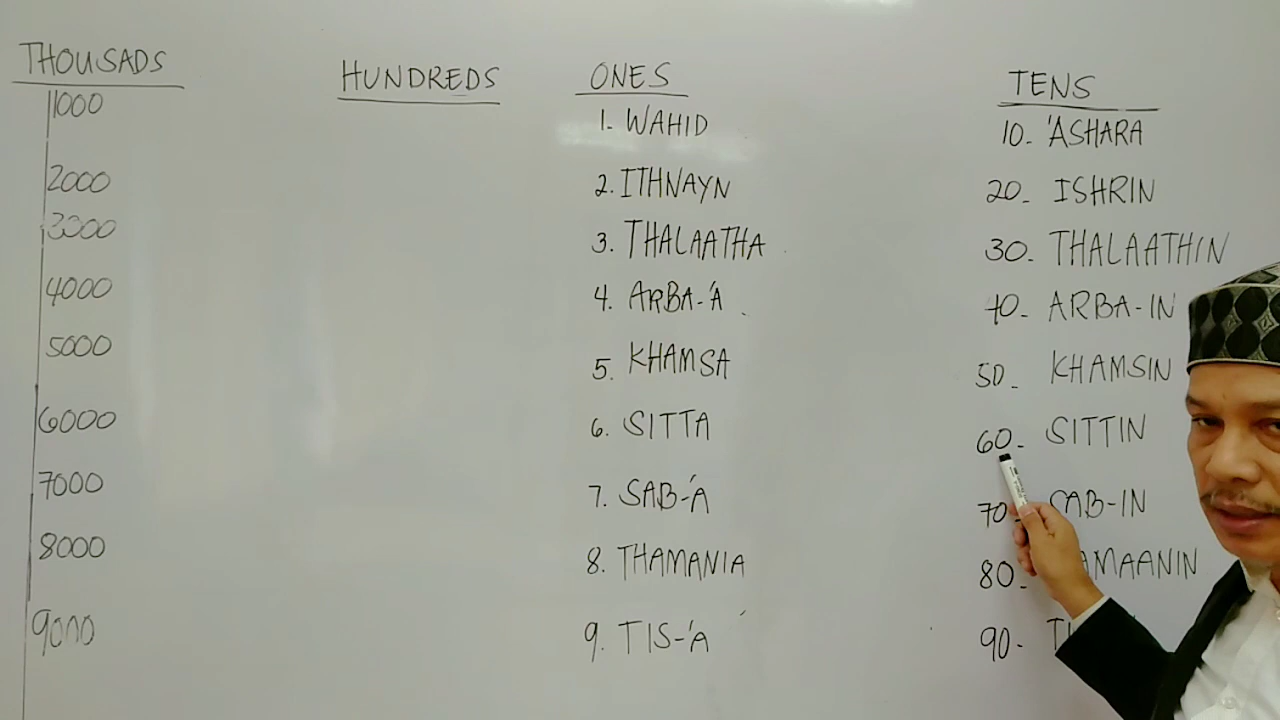 THOUSADS
1000
2000
3000
4000
5000
6000
7000
8000
9000
HUNDREDS
ONES
1- WAHID
2. ITHNAYN
3. THALAATHA
4. ARBA-'A
5. KHAMSA
6. SITTA
7. SAB-'A
8. THAMANIA
9. TIS-'A
TENS
10- 'ASHARA
20- ISHRIN
30. THALAATHIN
40- ARBA-IN
50- KHAMSIN
60- SITTIN
70- SAB-IN
80-
90-